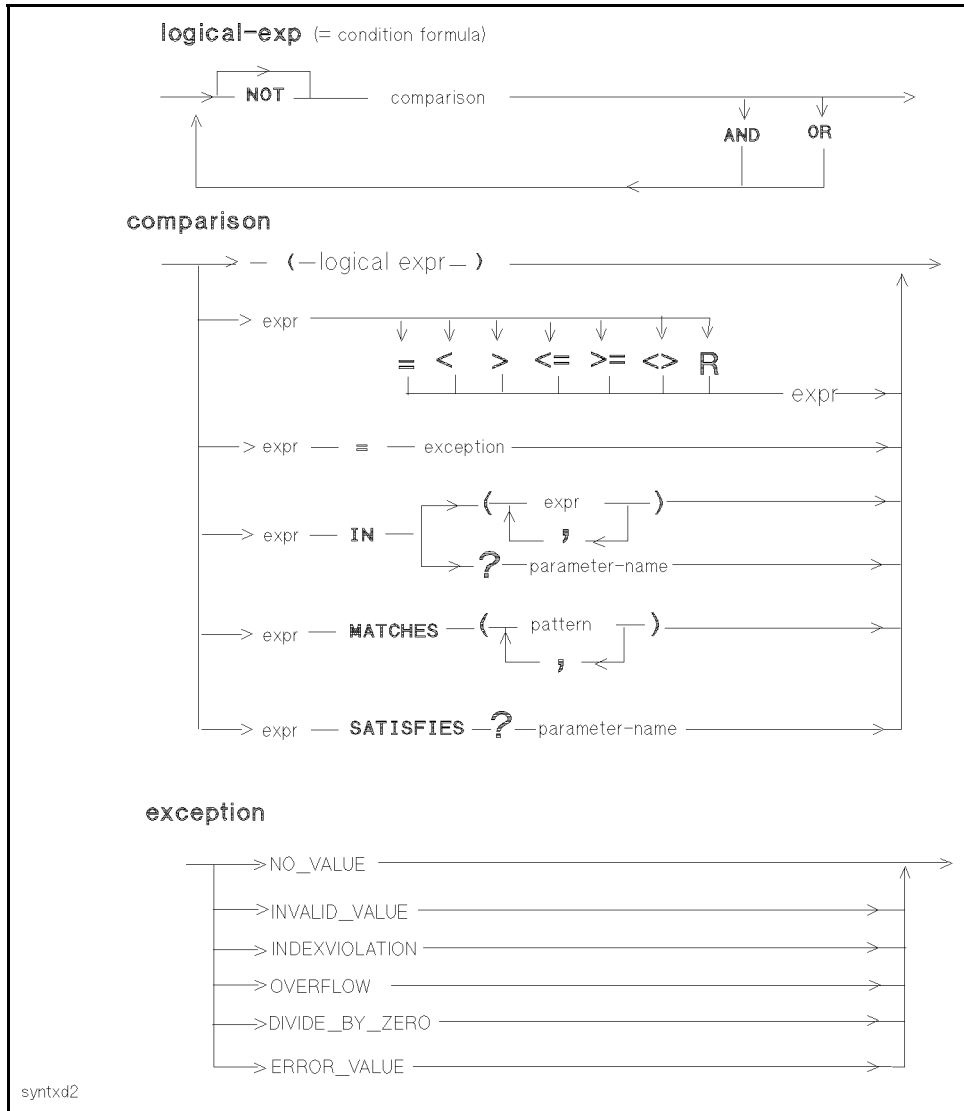 logical-exp (= condition formula)
NOT comparison
AND OR
comparison
( logical expr )
expr
= < > <= >= <> R
expr
expr = exception
( expr )
expr IN ,
? parameter-name
expr MATCHES ( pattern )
,
expr SATISFIES ? parameter-name
exception
NO_VALUE
INVALID_VALUE
INDEXVIOLATION
OVERFLOW
DIVIDE_BY_ZERO
ERROR_VALUE
syntxd2